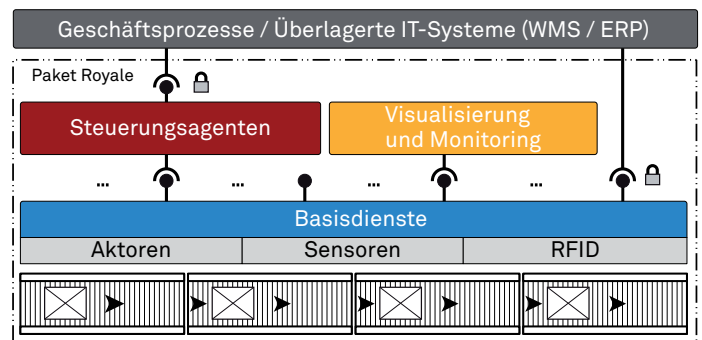 Geschäftsprozesse / Überlagerte IT-Systeme (WMS / ERP)
Paket Royale
Steuerungsagenten
Visualisierung
und Monitoring
... ... ... ...
Basisdienste
Aktoren Sensoren RFID